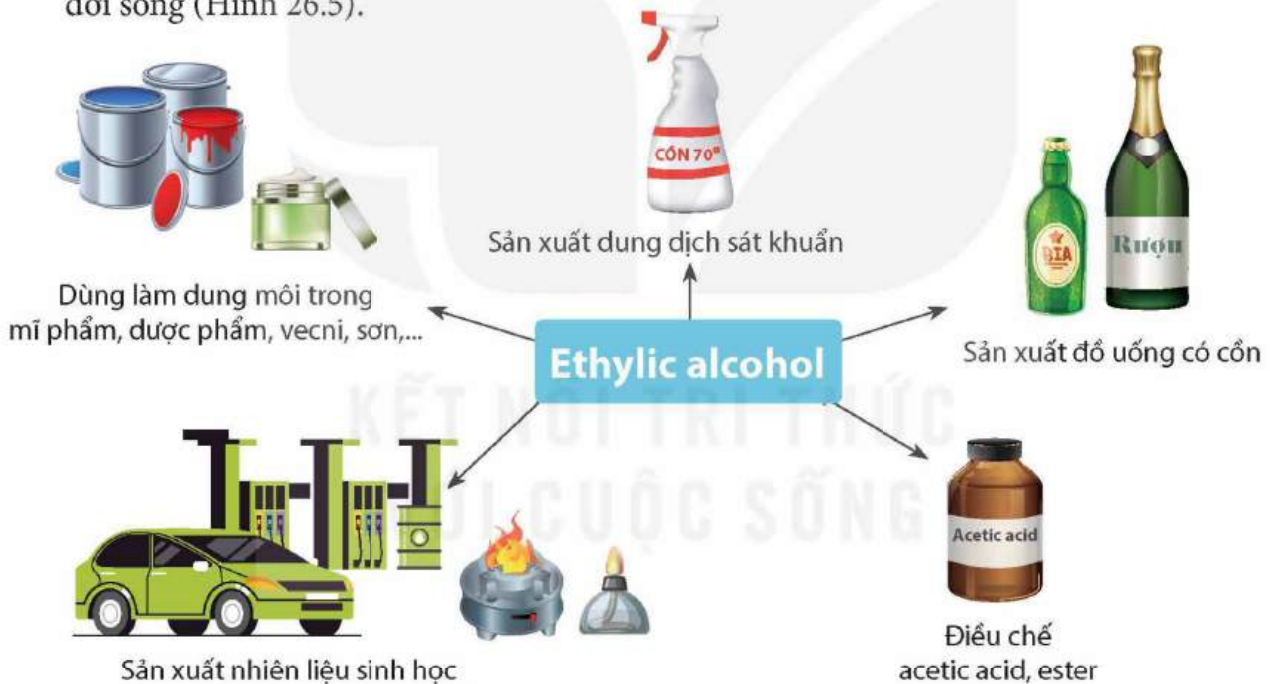 đời sống (Hình 26.5).
CỒN 70°
Sản xuất dung dịch sát khuẩn
BIA
Rượu
Dùng làm dung môi trong
mĩ phẩm, dược phẩm, vecni, sơn,...
Ethylic alcohol
Sản xuất đồ uống có cồn
KẾT NỐI TRI THỨC
VỚI CUỘC SỐNG
Acetic acid
Sản xuất nhiên liệu sinh học
Điều chế
acetic acid, ester